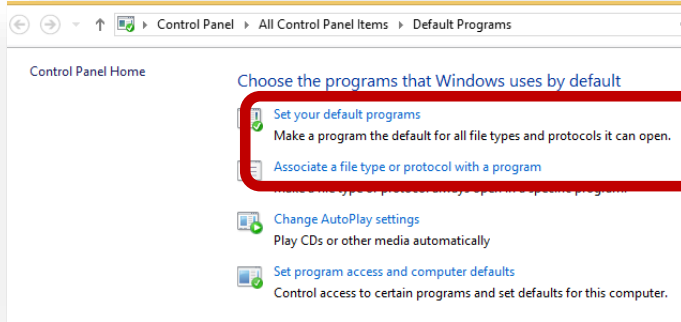 Control Panel ▸ All Control Panel Items ▸ Default Programs
Control Panel Home
Choose the programs that Windows uses by default
Set your default programs
Make a program the default for all file types and protocols it can open.
Associate a file type or protocol with a program
Change AutoPlay settings
Play CDs or other media automatically
Set program access and computer defaults
Control access to certain programs and set defaults for this computer.